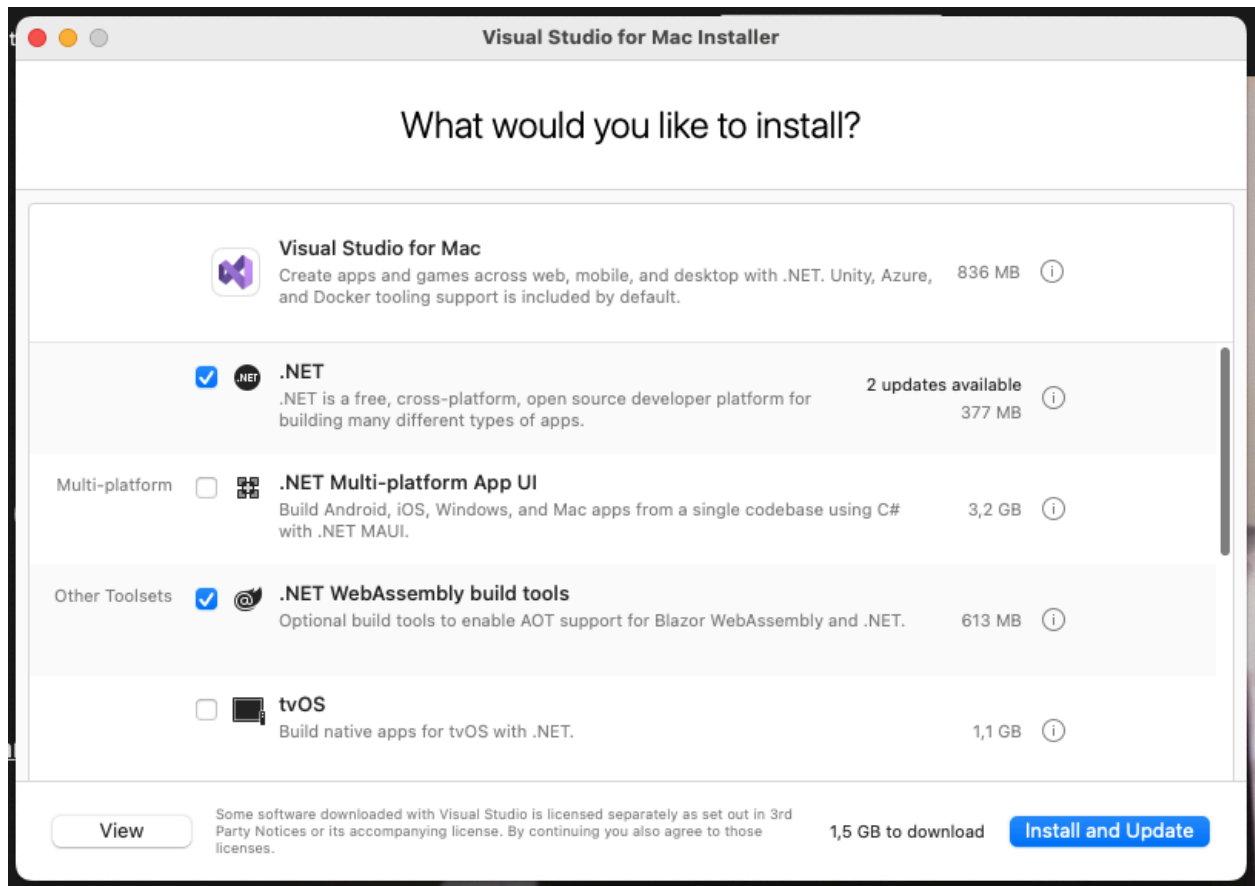 Visual Studio for Mac Installer
What would you like to install?
Visual Studio for Mac
Create apps and games across web, mobile, and desktop with .NET. Unity, Azure,
and Docker tooling support is included by default.
836 MB
.NET
.NET
.NET is a free, cross-platform, open source developer platform for
building many different types of apps.
2 updates available
377 MB
Multi-platform
.NET Multi-platform App UI
Build Android, iOS, Windows, and Mac apps from a single codebase using C#
with .NET MAUI.
3,2 GB
Other Toolsets
.NET WebAssembly build tools
Optional build tools to enable AOT support for Blazor WebAssembly and .NET.
613 MB
tvOS
Build native apps for tvOS with .NET.
1,1 GB
View
Some software downloaded with Visual Studio is licensed separately as set out in 3rd
Party Notices or its accompanying license. By continuing you also agree to those
licenses.
1,5 GB to download
Install and Update